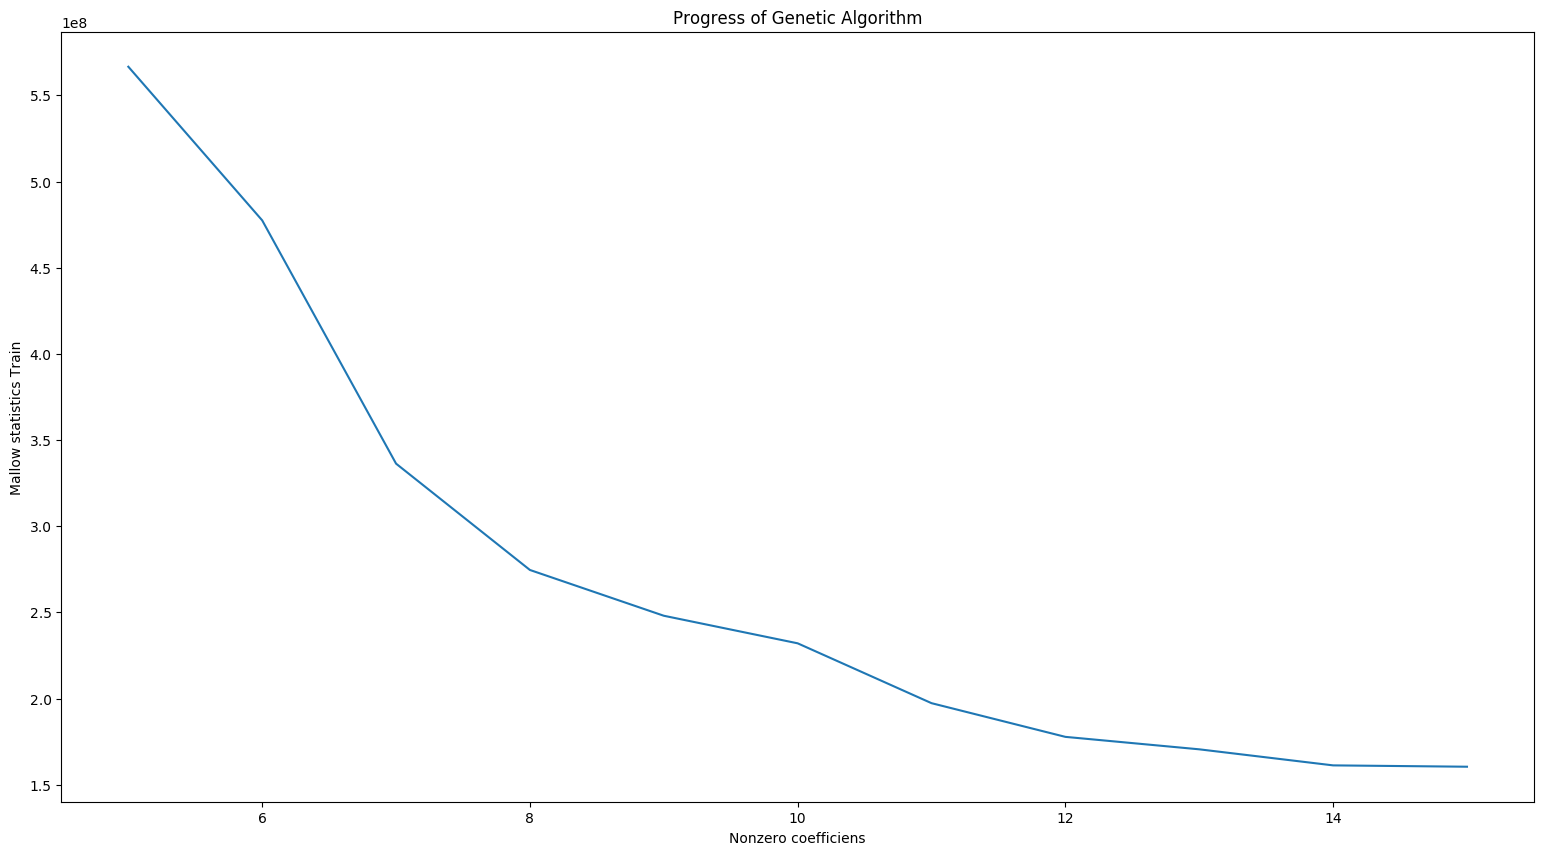 Progress of Genetic Algorithm
1e8
5.5
5.0
4.5
4.0
3.5
3.0
2.5
2.0
1.5
Mallow statistics Train
6 8 10 12 14
Nonzero coefficiens